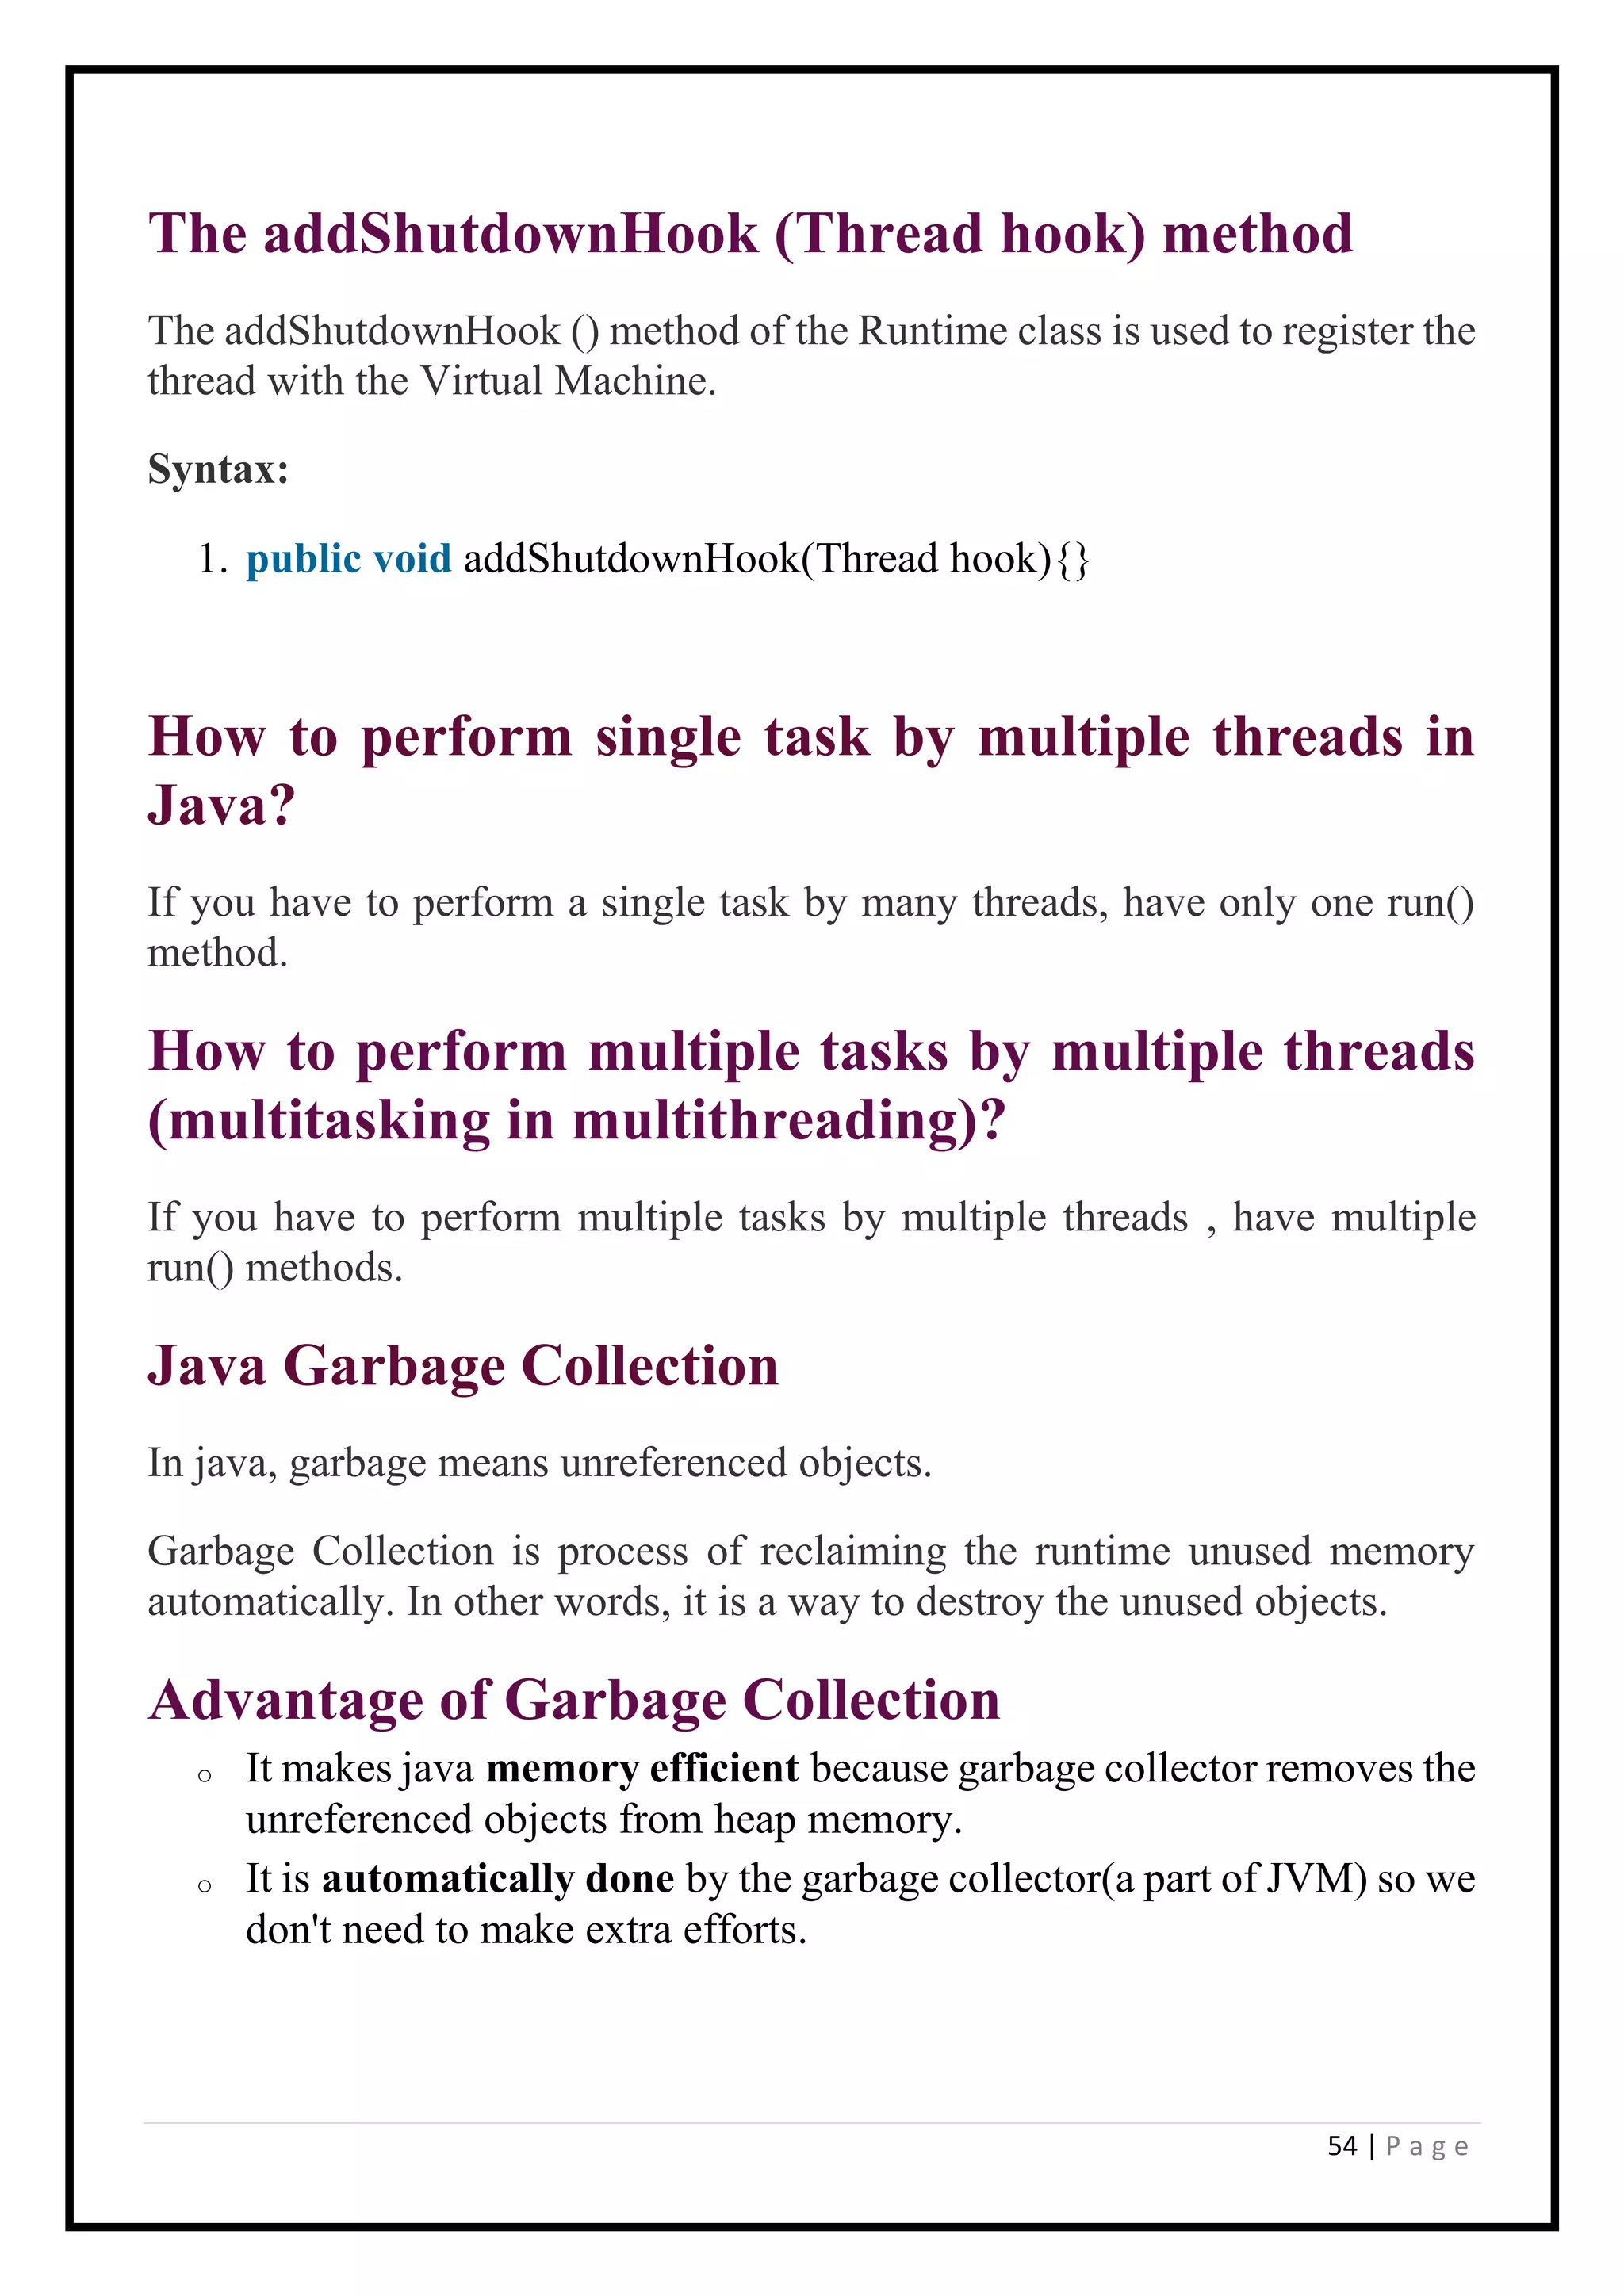 The addShutdownHook (Thread hook) method
The addShutdownHook () method of the Runtime class is used to register the
thread with the Virtual Machine.
Syntax:
1. public void addShutdownHook(Thread hook){}
How to perform single task by multiple threads in
Java?
If you have to perform a single task by many threads, have only one run()
method.
How to perform multiple tasks by multiple threads
(multitasking in multithreading)?
If you have to perform multiple tasks by multiple threads , have multiple
run() methods.
Java Garbage Collection
In java, garbage means unreferenced objects.
Garbage Collection is process of reclaiming the runtime unused memory
automatically. In other words, it is a way to destroy the unused objects.
Advantage of Garbage Collection
o It makes java memory efficient because garbage collector removes the
unreferenced objects from heap memory.
o It is automatically done by the garbage collector(a part of JVM) so we
don't need to make extra efforts.
54 | P a g e